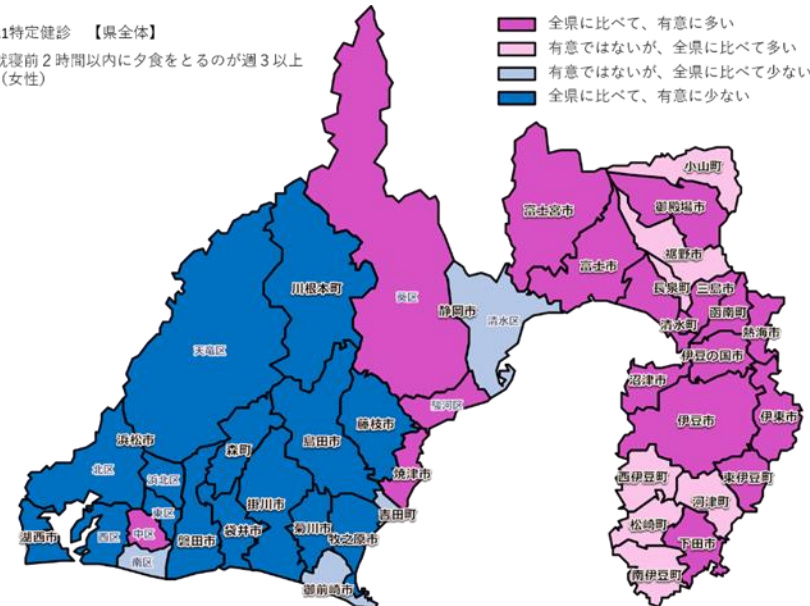 1特定健診 【県全体】
就寝前２時間以内に夕食をとるのが週３以上
（女性）
全県に比べて、有意に多い
有意ではないが、全県に比べて多い
有意ではないが、全県に比べて少ない
全県に比べて、有意に少ない
小山町
御殿場市
富士宮市
裾野市
富士市
長泉町
三島市
川根本町
葵区
静岡市
清水区
函南町
清水町
熱海市
天竜区
伊豆の国市
沼津市
駿河区
伊豆市
伊東市
藤枝市
浜松市
島田市
森町
北区
浜北区
焼津市
西伊豆町
東伊豆町
掛川市
河津町
東区
吉田町
松崎町
湖西市
西区
中区
磐田市
袋井市
菊川市
牧之原市
下田市
南区
南伊豆町
御前崎市